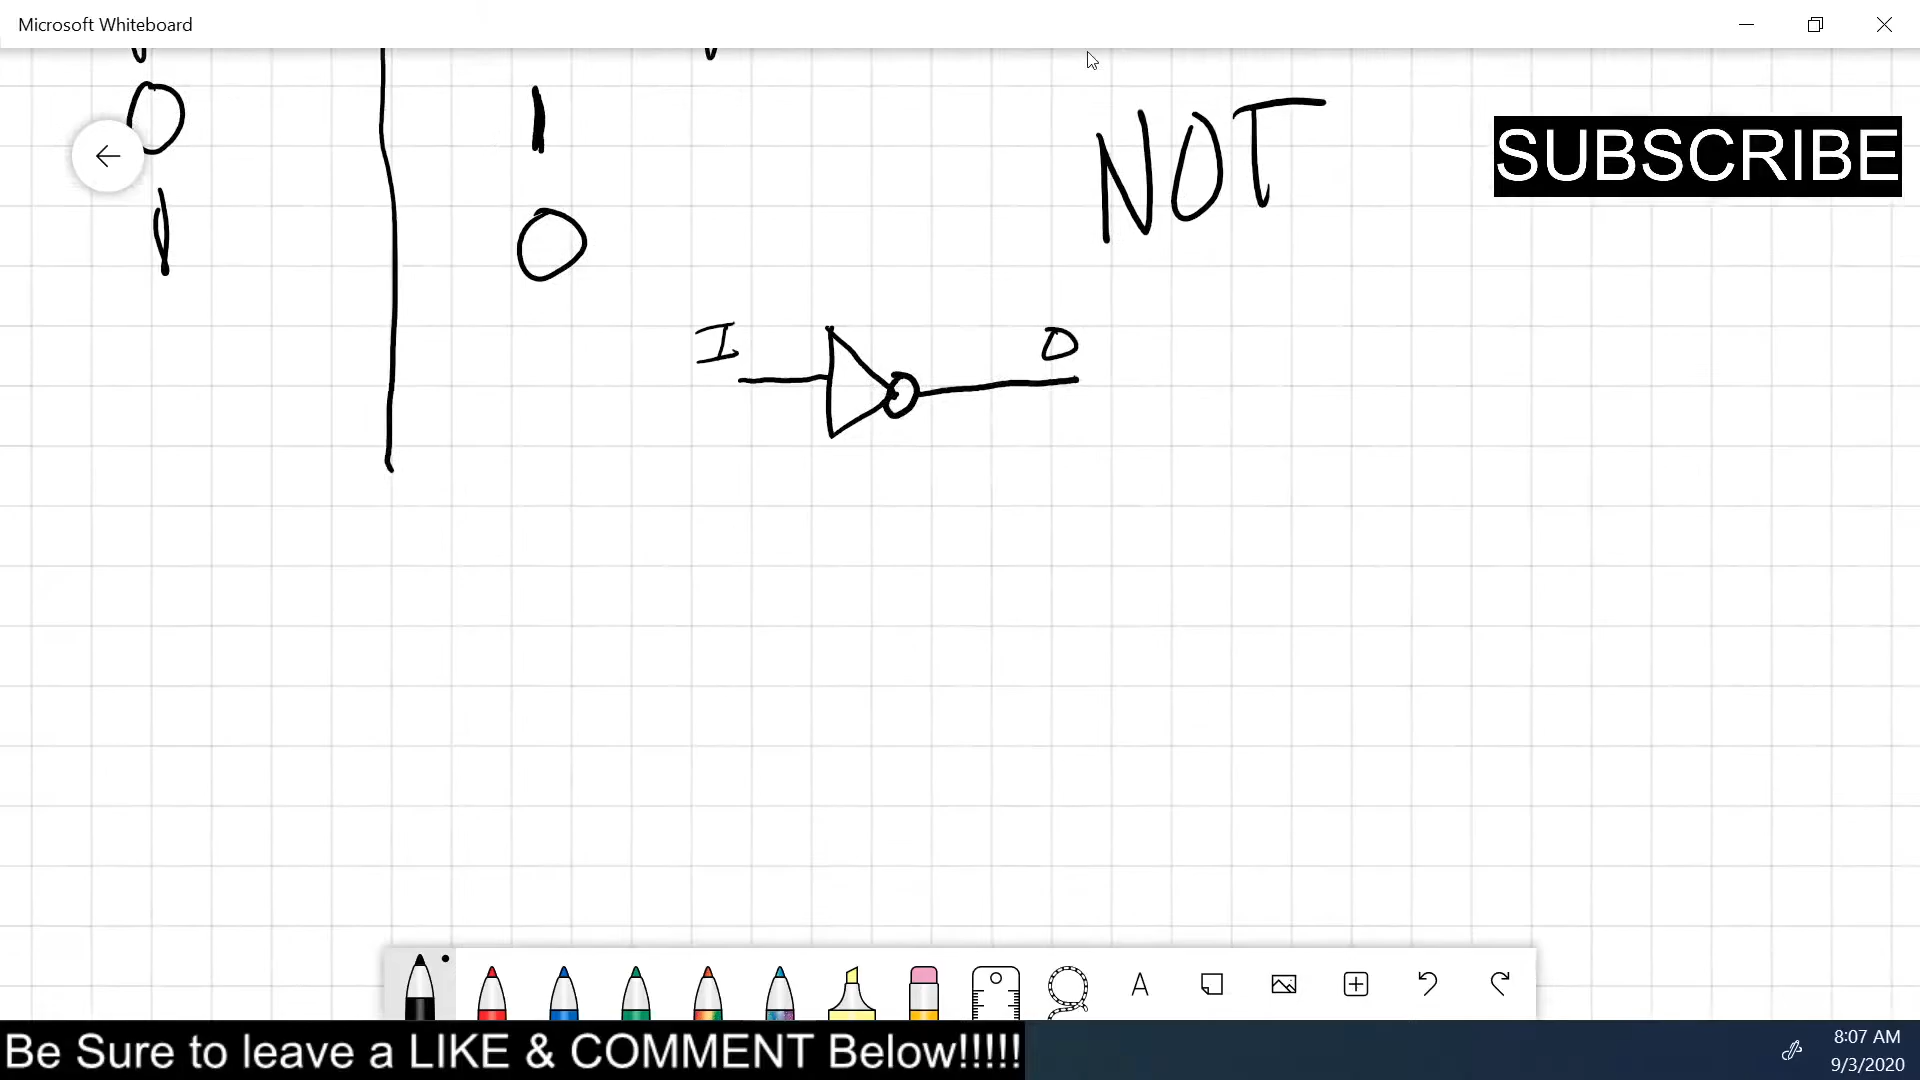 Microsoft Whiteboard
0 1
1 0
NOT
SUBSCRIBE
I O
A
Be Sure to leave a LIKE & COMMENT Below!!!!!
8:07 AM
9/3/2020